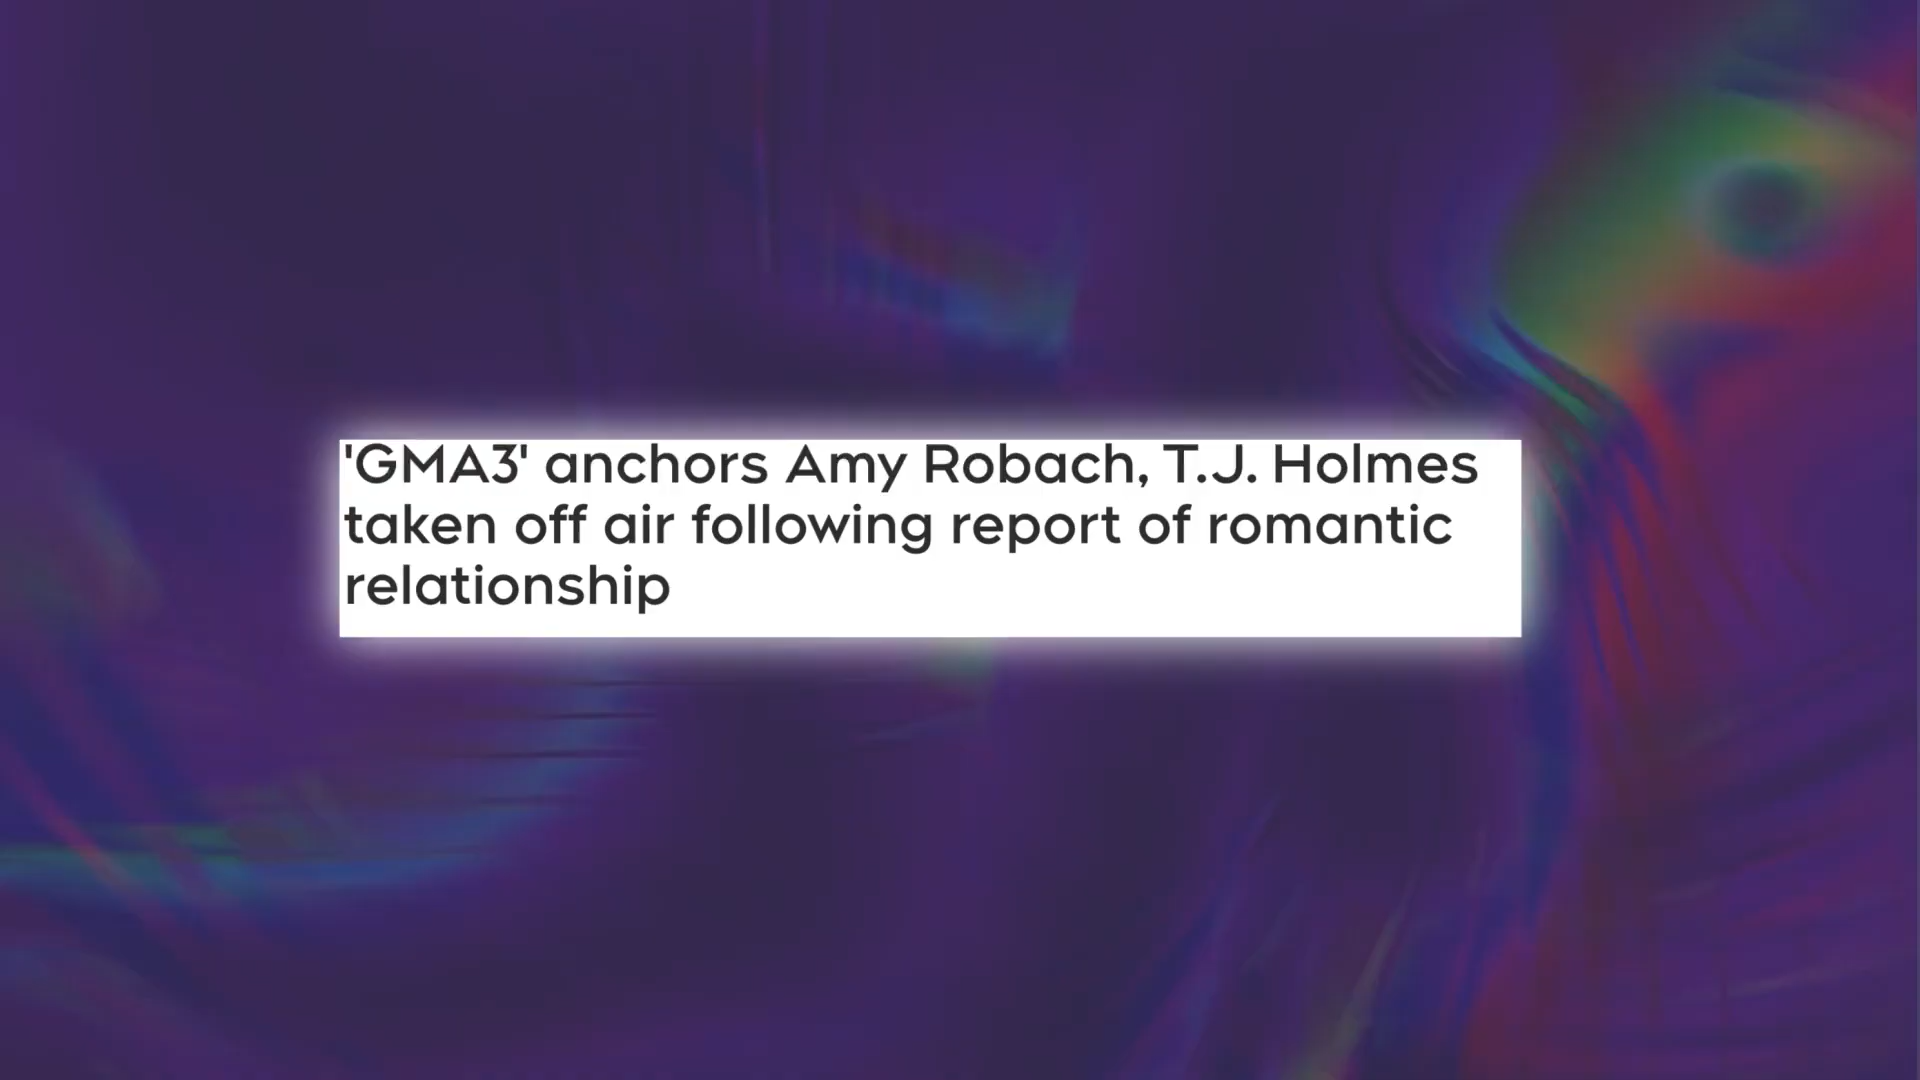 'GMA3' anchors Amy Robach, T.J. Holmes
taken off air following report of romantic
relationship